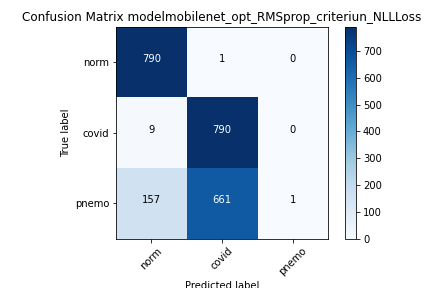 Confusion Matrix modelmobilenet_opt_RMSprop_criteriun_NLLLoss
norm 790 1 0
covid 9 790 0
pnemo 157 661 1
norm covid pnemo
True label
Predicted label
700
600
500
400
300
200
100
0